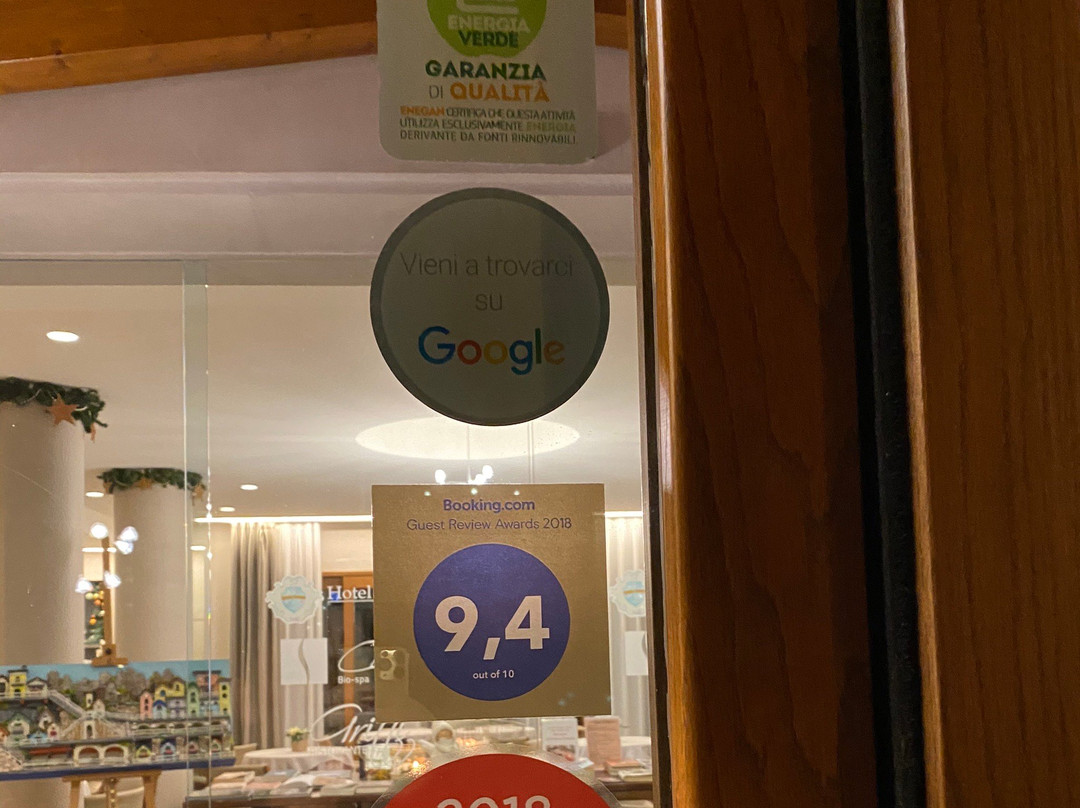 ENERGIA
VERDE
GARANZIA
DI QUALITÀ
ENEGAN CERTIFICA CHE QUESTA ATTIVITÀ
UTILIZZA ESCLUSIVAMENTE ENERGIA
DERIVANTE DA FONTI RINNOVABILI
Vieni a trovarci
su
Google
Booking.com
Guest Review Awards 2018
9,4
out of 10
Hotel
Bio-spa
2018